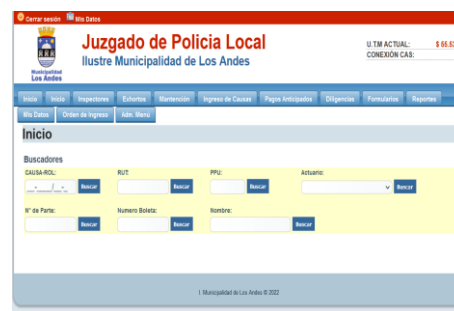 Cerrar sesión Mis Datos
Municipalidad
Los Andes
Juzgado de Policia Local
Ilustre Municipalidad de Los Andes
U.T.M ACTUAL:
CONEXIÓN CAS:
Inicio Inicio Inspectores Exhortos Mantención Ingreso de Causas Pagos Anticipados Diligencias Formularios Reportes
Mis Datos Orden de Ingreso Adm. Menú
Inicio
Buscadores
CAUSA-ROL: RUT: PPU: Actuario:
__-____/__-_ Buscar Buscar Buscar Buscar
N° de Parte: Numero Boleta: Nombre:
Buscar Buscar Buscar
I. Municipalidad de Los Andes © 2022